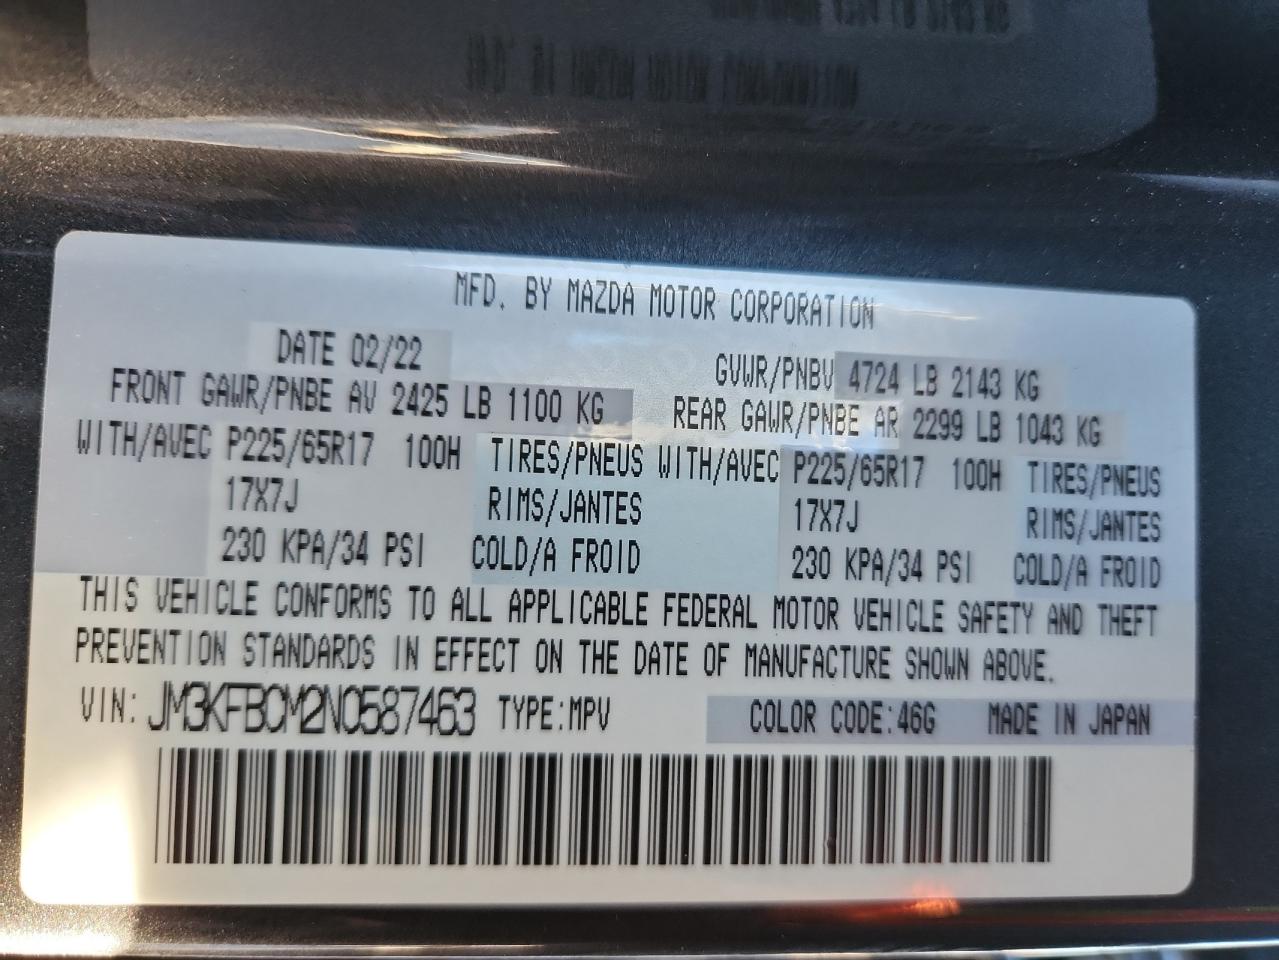 MFD. BY MAZDA MOTOR CORPORATION
DATE 02/22 GVWR/PNBV 4724 LB 2143 KG
FRONT GAWR/PNBE AV 2425 LB 1100 KG REAR GAWR/PNBE AR 2299 LB 1043 KG
WITH/AVEC P225/65R17 100H TIRES/PNEUS WITH/AVEC P225/65R17 100H TIRES/PNEUS
17X7J RIMS/JANTES 17X7J RIMS/JANTES
230 KPA/34 PSI COLD/A FROID 230 KPA/34 PSI COLD/A FROID
THIS VEHICLE CONFORMS TO ALL APPLICABLE FEDERAL MOTOR VEHICLE SAFETY AND THEFT
PREVENTION STANDARDS IN EFFECT ON THE DATE OF MANUFACTURE SHOWN ABOVE.
VIN: JM3KFBCM2N0587463 TYPE:MPV COLOR CODE:46G MADE IN JAPAN